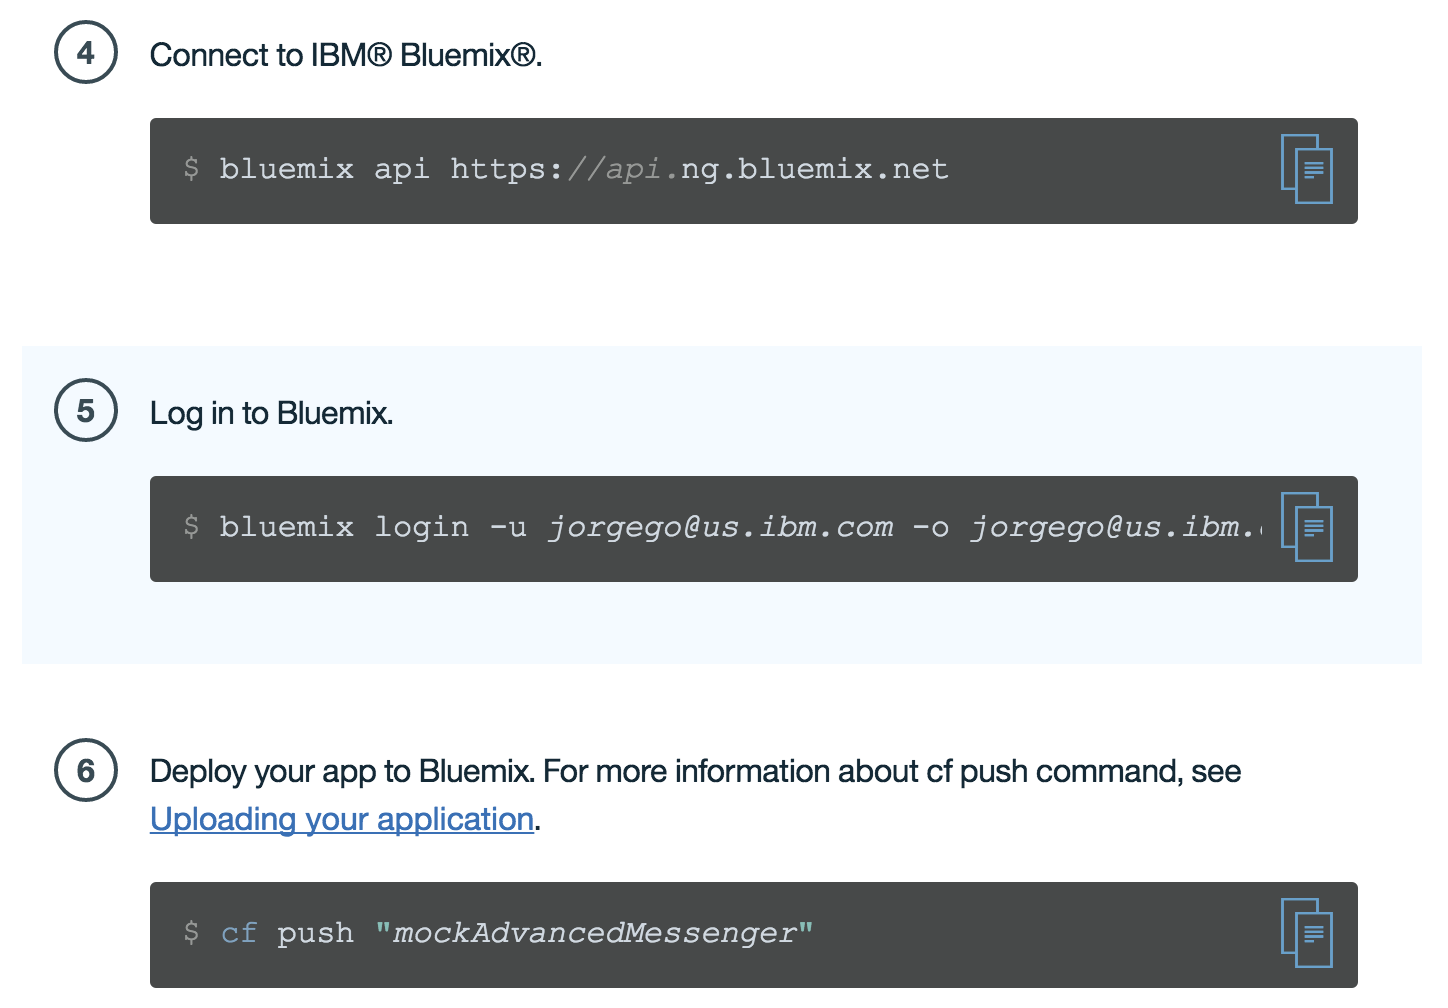 4
Connect to IBM® Bluemix®.
$ bluemix api https://api.ng.bluemix.net
5
Log in to Bluemix.
$ bluemix login -u jorgego@us.ibm.com -o jorgego@us.ibm.
6
Deploy your app to Bluemix. For more information about cf push command, see
Uploading your application.
$ cf push "mockAdvancedMessenger"